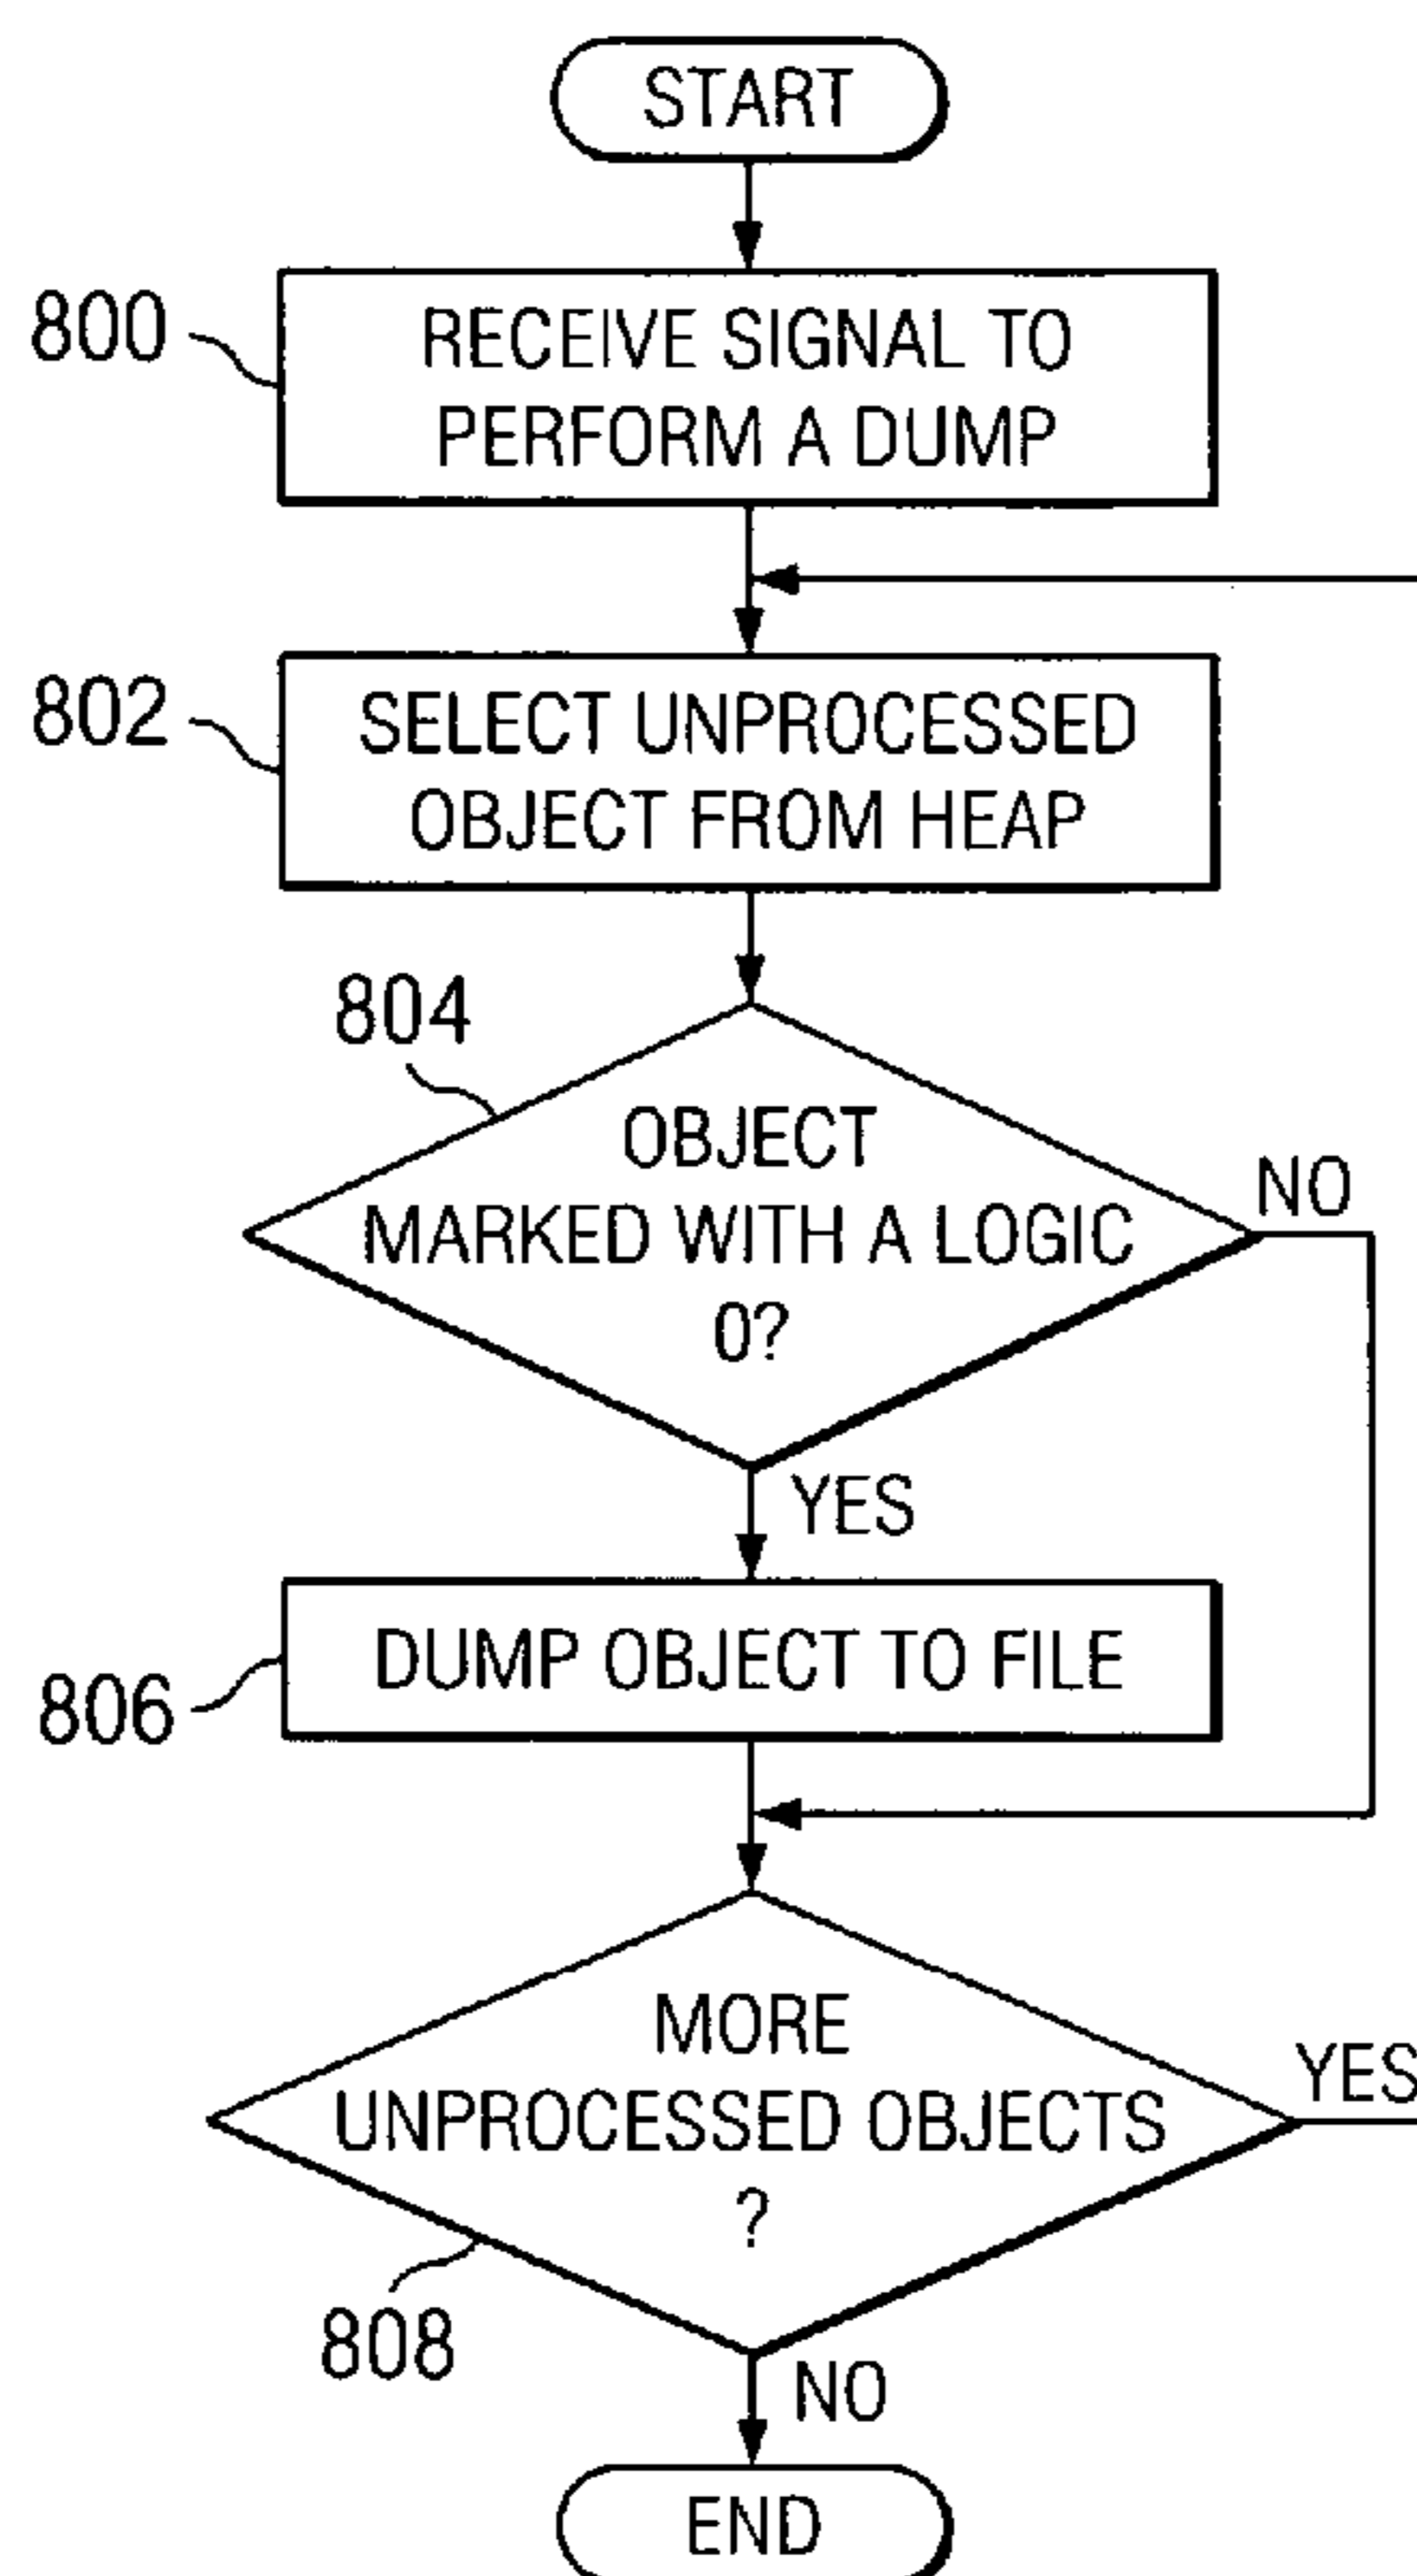 START
800
RECEIVE SIGNAL TO
PERFORM A DUMP
802
SELECT UNPROCESSED
OBJECT FROM HEAP
804
OBJECT
MARKED WITH A LOGIC
0?
NO
YES
DUMP OBJECT TO FILE
806
MORE
UNPROCESSED OBJECTS
?
YES
808
NO
END